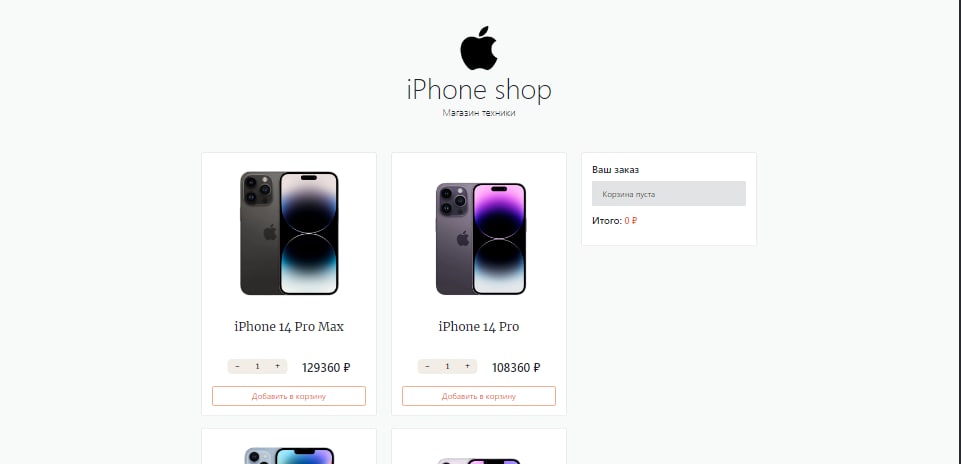 iPhone shop
Магазин техники
iPhone 14 Pro Max
- 1 + 129360 ₽
Добавить в корзину
iPhone 14 Pro
- 1 + 108360 ₽
Добавить в корзину
Ваш заказ
Корзина пуста
Итого: 0 ₽